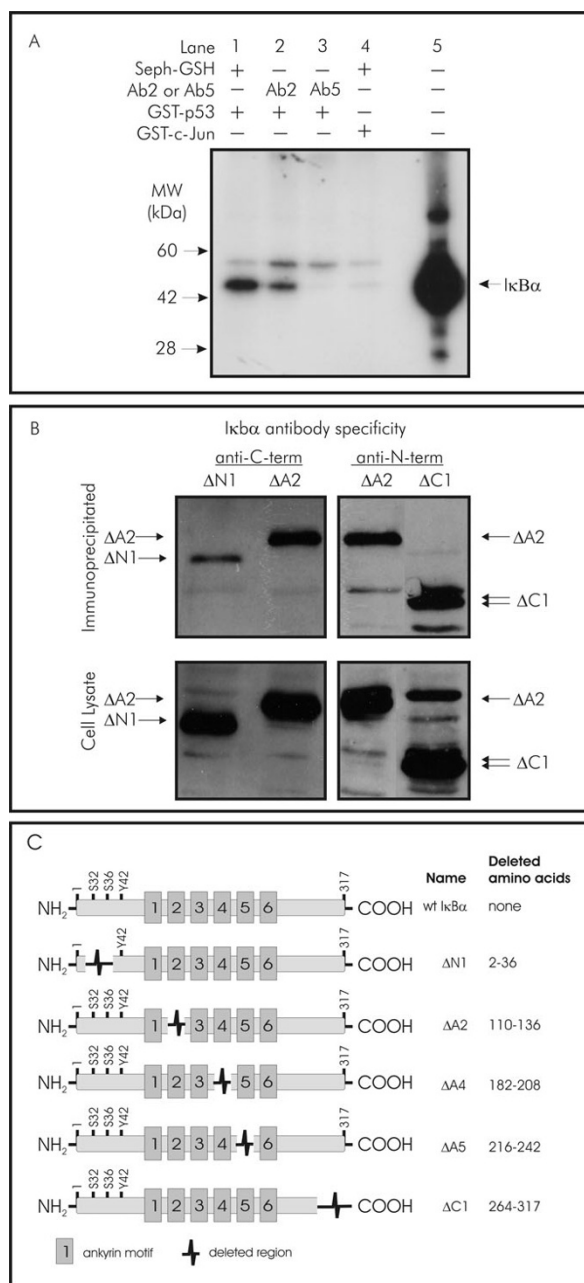 A
Lane 1 2 3 4 5
Seph-GSH + – – + –
Ab2 or Ab5 – Ab2 Ab5 – –
GST-p53 + + + – –
GST-c-Jun – – – + –
MW
(kDa)
60
42
28
IκBα
B
Iκbα antibody specificity
anti-C-term anti-N-term
ΔN1 ΔA2 ΔA2 ΔC1
Immunoprecipitated
ΔA2
ΔN1
ΔA2
ΔC1
Cell Lysate
ΔA2
ΔN1
ΔA2
ΔC1
C
Name Deleted amino acids
1 S32 S36 Y42 317
NH2 1 2 3 4 5 6 COOH wt IκBα none
1 Y42 317
NH2 1 2 3 4 5 6 COOH ΔN1 2-36
1 S32 S36 Y42 317
NH2 1 3 4 5 6 COOH ΔA2 110-136
1 S32 S36 Y42 317
NH2 1 2 3 5 6 COOH ΔA4 182-208
1 S32 S36 Y42 317
NH2 1 2 3 4 6 COOH ΔA5 216-242
1 S32 S36 Y42
NH2 1 2 3 4 5 6 COOH ΔC1 264-317
1 ankyrin motif deleted region